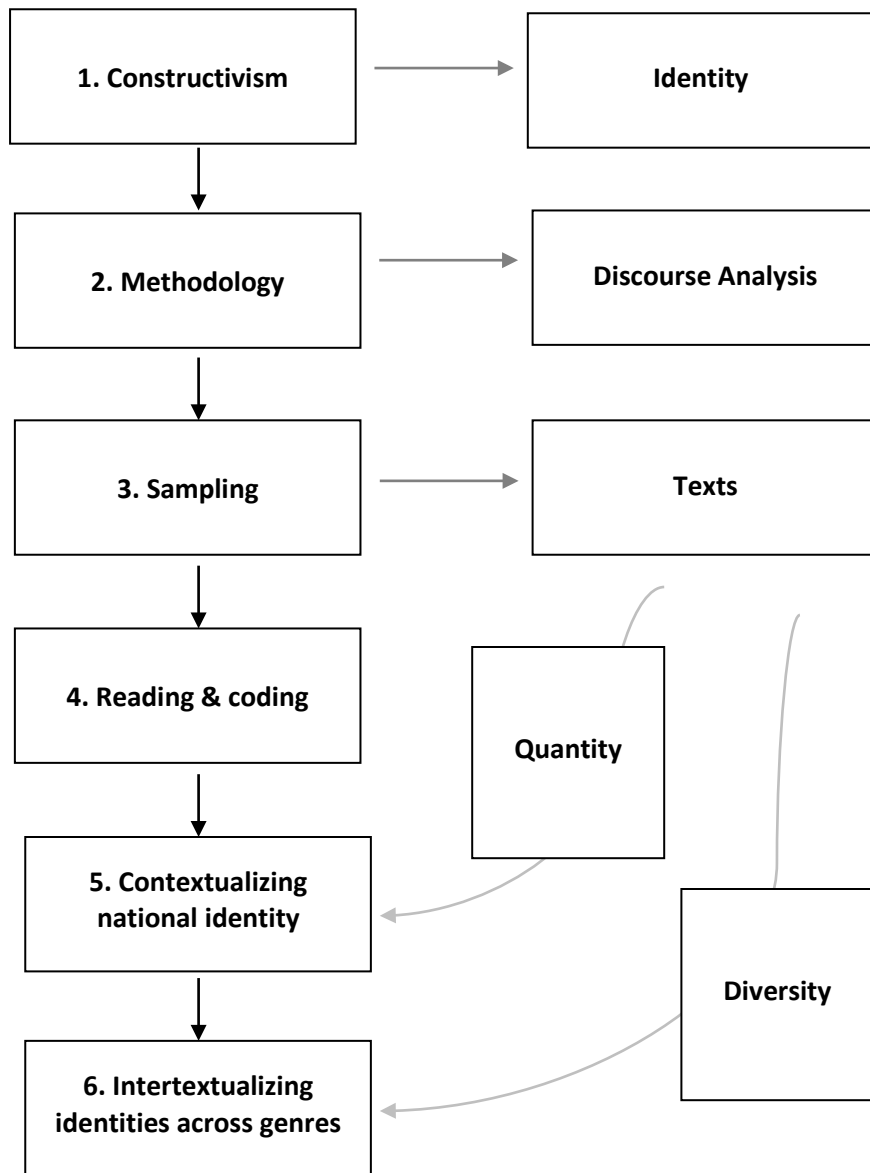 1. Constructivism
Identity
2. Methodology
Discourse Analysis
3. Sampling
Texts
4. Reading & coding
Quantity
5. Contextualizing
national identity
Diversity
6. Intertextualizing
identities across genres